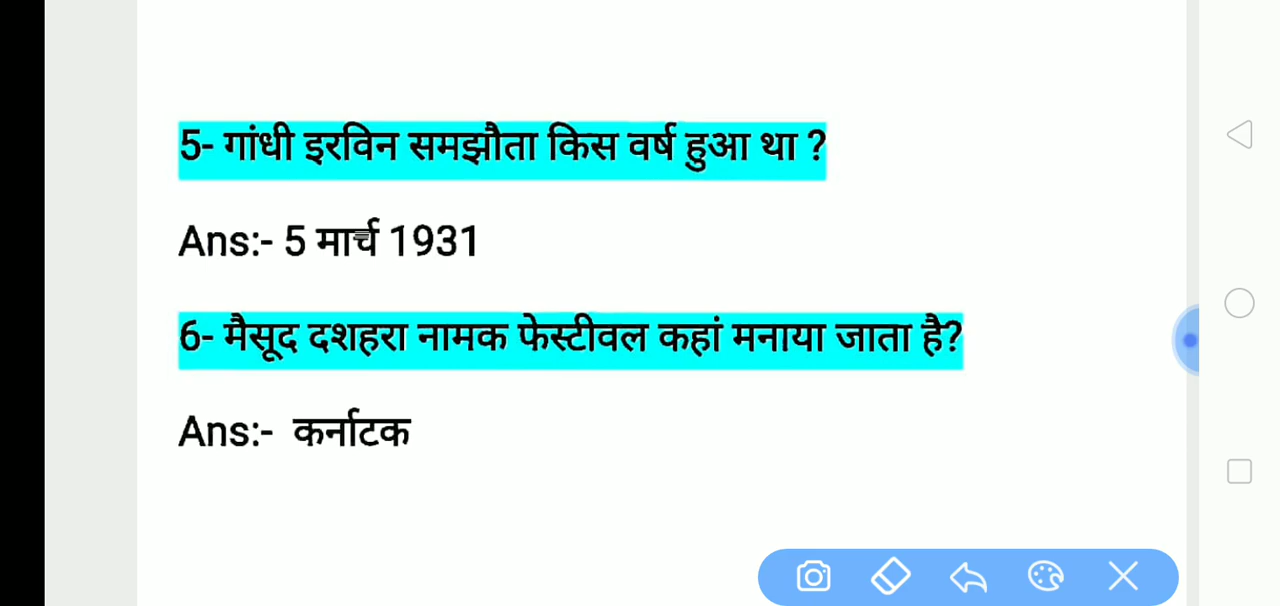 5- गांधी इरविन समझौता किस वर्ष हुआ था ?
Ans:- 5 मार्च 1931
6- मैसूद दशहरा नामक फेस्टीवल कहां मनाया जाता है?
Ans:- कर्नाटक